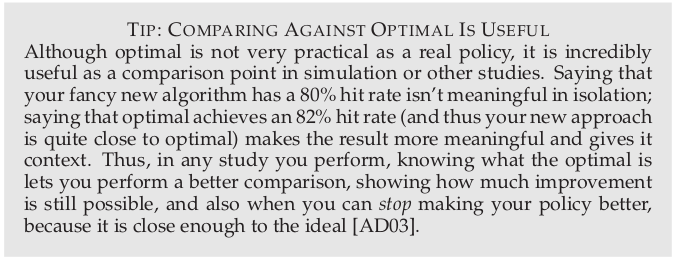 TIP: COMPARING AGAINST OPTIMAL IS USEFUL
Although optimal is not very practical as a real policy, it is incredibly
useful as a comparison point in simulation or other studies. Saying that
your fancy new algorithm has a 80% hit rate isn't meaningful in isolation;
saying that optimal achieves an 82% hit rate (and thus your new approach
is quite close to optimal) makes the result more meaningful and gives it
context. Thus, in any study you perform, knowing what the optimal is
lets you perform a better comparison, showing how much improvement
is still possible, and also when you can stop making your policy better,
because it is close enough to the ideal [AD03].